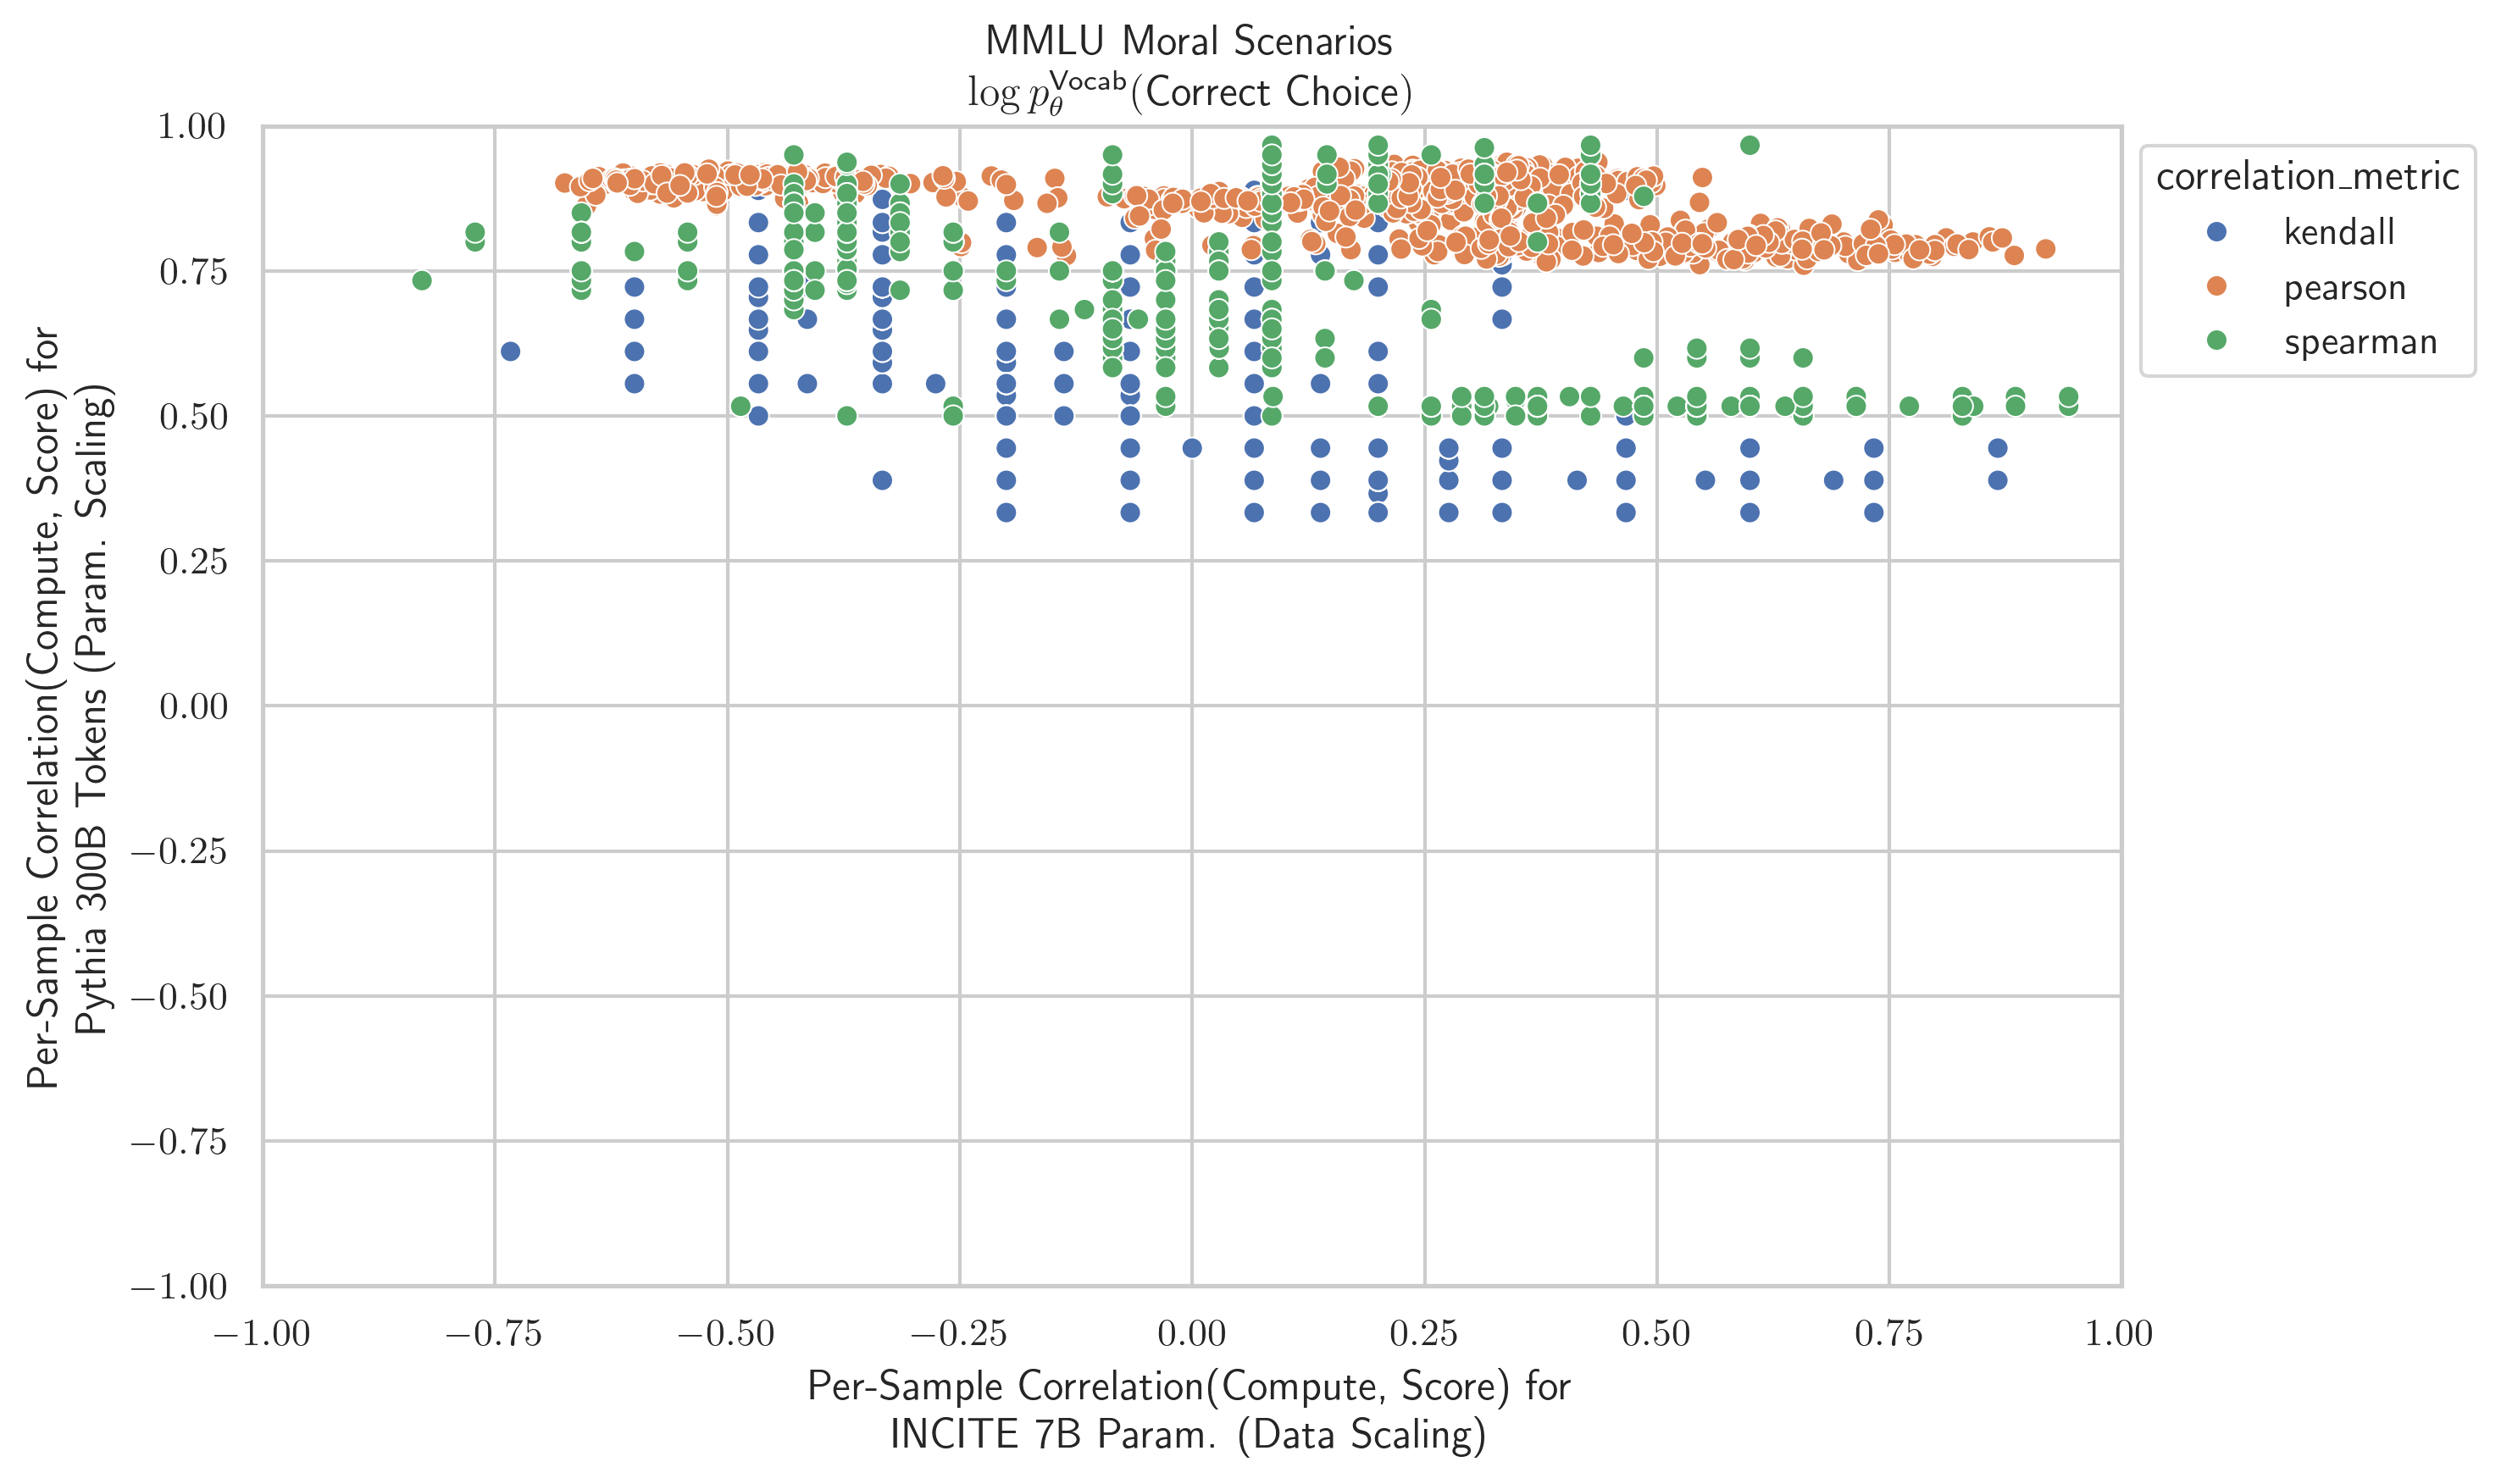 MMLU Moral Scenarios
log p_θ^Vocab(Correct Choice)
1.00
0.75
0.50
0.25
0.00
−0.25
−0.50
−0.75
−1.00
Per-Sample Correlation(Compute, Score) for
Pythia 300B Tokens (Param. Scaling)
correlation_metric
kendall
pearson
spearman
−1.00 −0.75 −0.50 −0.25 0.00 0.25 0.50 0.75 1.00
Per-Sample Correlation(Compute, Score) for
INCITE 7B Param. (Data Scaling)